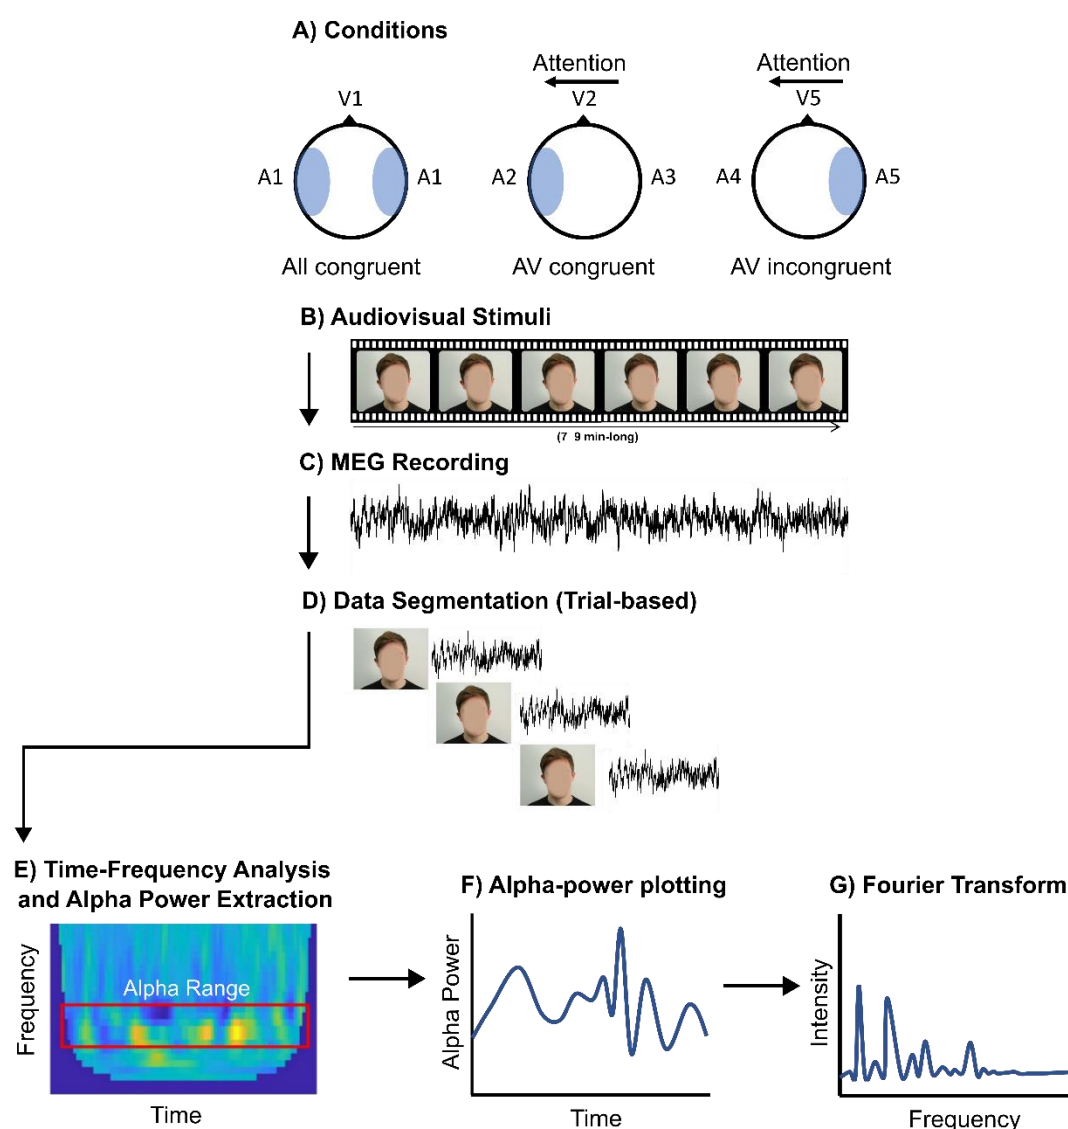 A) Conditions
Attention
Attention
V1
V2
V5
A1
A1
A2
A3
A4
A5
All congruent
AV congruent
AV incongruent
B) Audiovisual Stimuli
(7 9 min-long)
C) MEG Recording
D) Data Segmentation (Trial-based)
E) Time-Frequency Analysis
and Alpha Power Extraction
Frequency
Alpha Range
Time
F) Alpha-power plotting
Alpha Power
Time
G) Fourier Transform
Intensity
Frequency